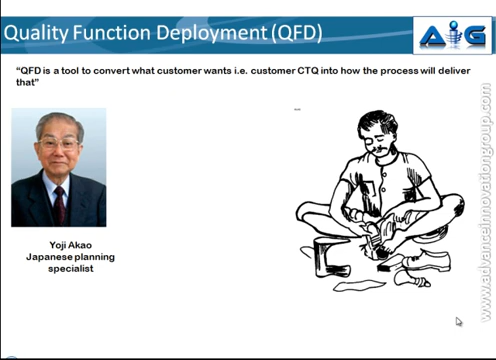 Quality Function Deployment (QFD)
AiG
“QFD is a tool to convert what customer wants i.e. customer CTQ into how the process will deliver
that”
Yoji Akao
Japanese planning
specialist
www.advanceinnovationgroup.com